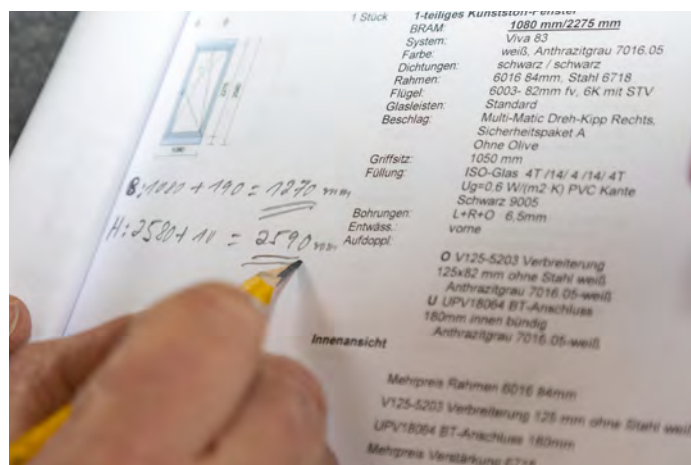 1 Stück 1-teiliges Kunststoff-Fenster
BRAM: 1080 mm/2275 mm
System: Viva 83
Farbe: weiß, Anthrazitgrau 7016.05
Dichtungen: schwarz / schwarz
Rahmen: 6016 84mm, Stahl 6718
Flügel: 6003- 82mm fv, 6K mit STV
Glasleisten: Standard
Beschlag: Multi-Matic Dreh-Kipp Rechts,
Sicherheitspaket A
Ohne Olive
Griffsitz: 1050 mm
Füllung: ISO-Glas 4T /14/ 4 /14/ 4T
Ug=0.6 W/(m2·K) PVC Kante
Schwarz 9005
Bohrungen: L+R+O 6,5mm
Entwäss.: vorne
Aufdoppl.
O V125-5203 Verbreiterung
125x82 mm ohne Stahl weiß
Anthrazitgrau 7016.05-weiß
U UPV18064 BT-Anschluss
180mm innen bündig
Anthrazitgrau 7016.05-weiß
B: 1080 + 190 = 1270 mm
H: 2580 + 10 = 2590 mm
Innenansicht
Mehrpreis Rahmen 6016 84mm
V125-5203 Verbreiterung 125 mm ohne Stahl weiß
UPV18064 BT-Anschluss 180mm
Mehrpreis Verstärkung 6718